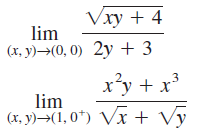 lim (x, y)→(0, 0) √(xy + 4) / (2y + 3)
lim (x, y)→(1, 0⁺) (x²y + x³) / (√x + √y)